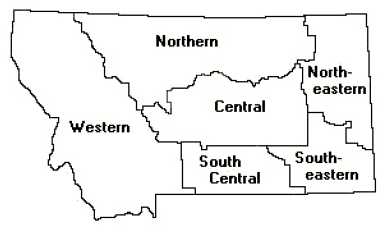 Northern
North-
eastern
Central
Western
South
Central
South-
eastern